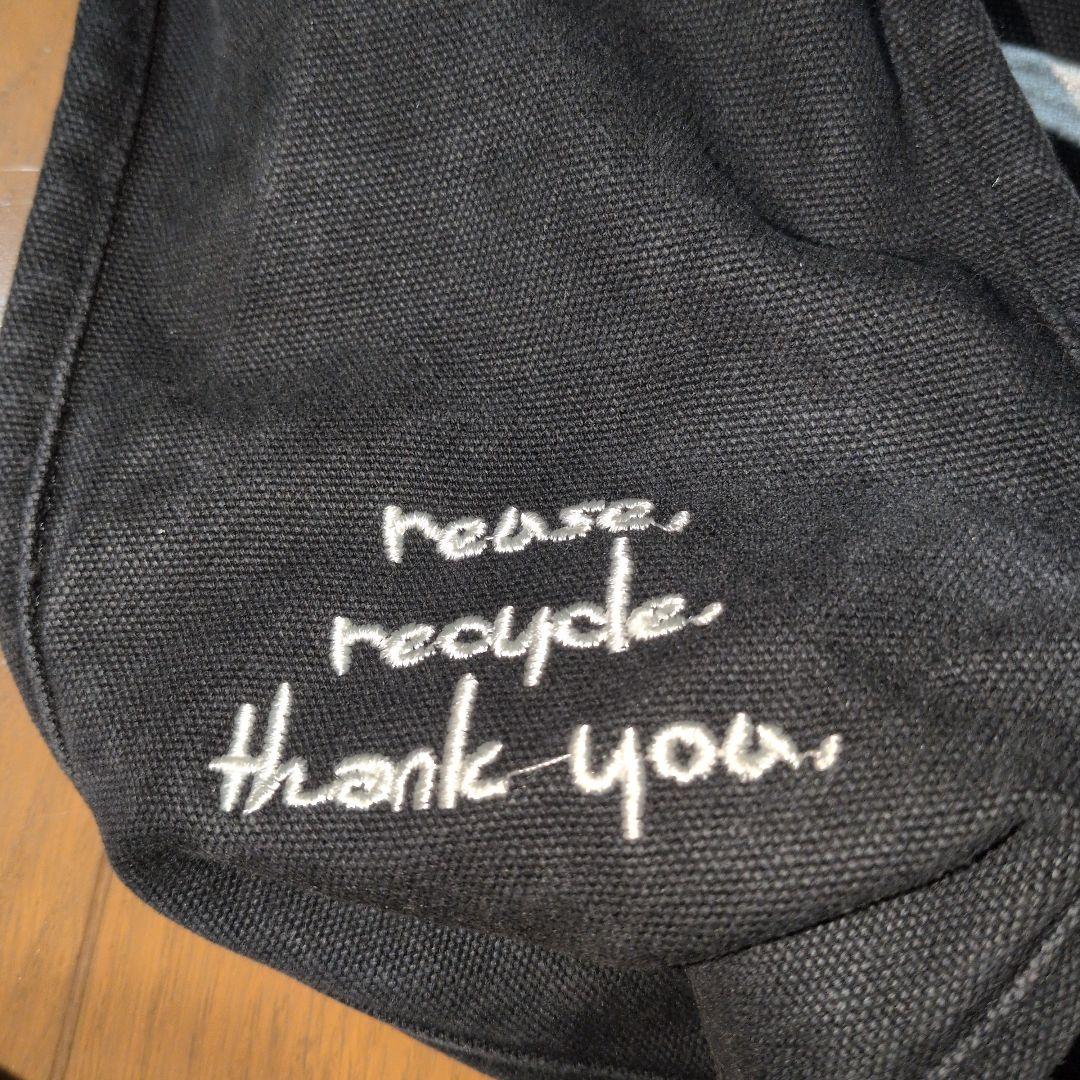 reuse.
recycle.
thank you.